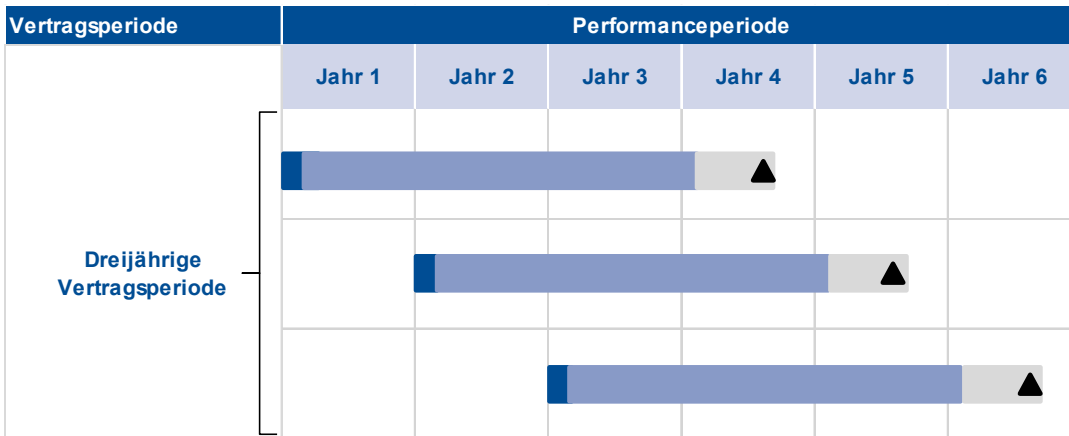 Vertragsperiode
Performanceperiode
Jahr 1
Jahr 2
Jahr 3
Jahr 4
Jahr 5
Jahr 6
Dreijährige
Vertragsperiode